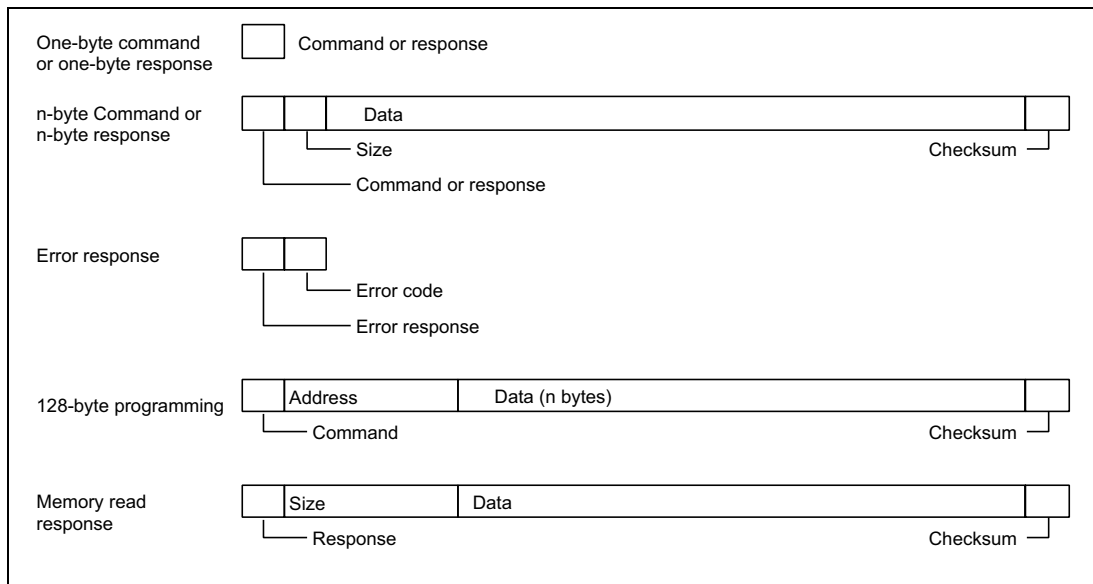 One-byte command
or one-byte response
Command or response
n-byte Command or
n-byte response
Data
Size
Checksum
Command or response
Error response
Error code
Error response
128-byte programming
Address
Data (n bytes)
Command
Checksum
Memory read
response
Size
Data
Response
Checksum